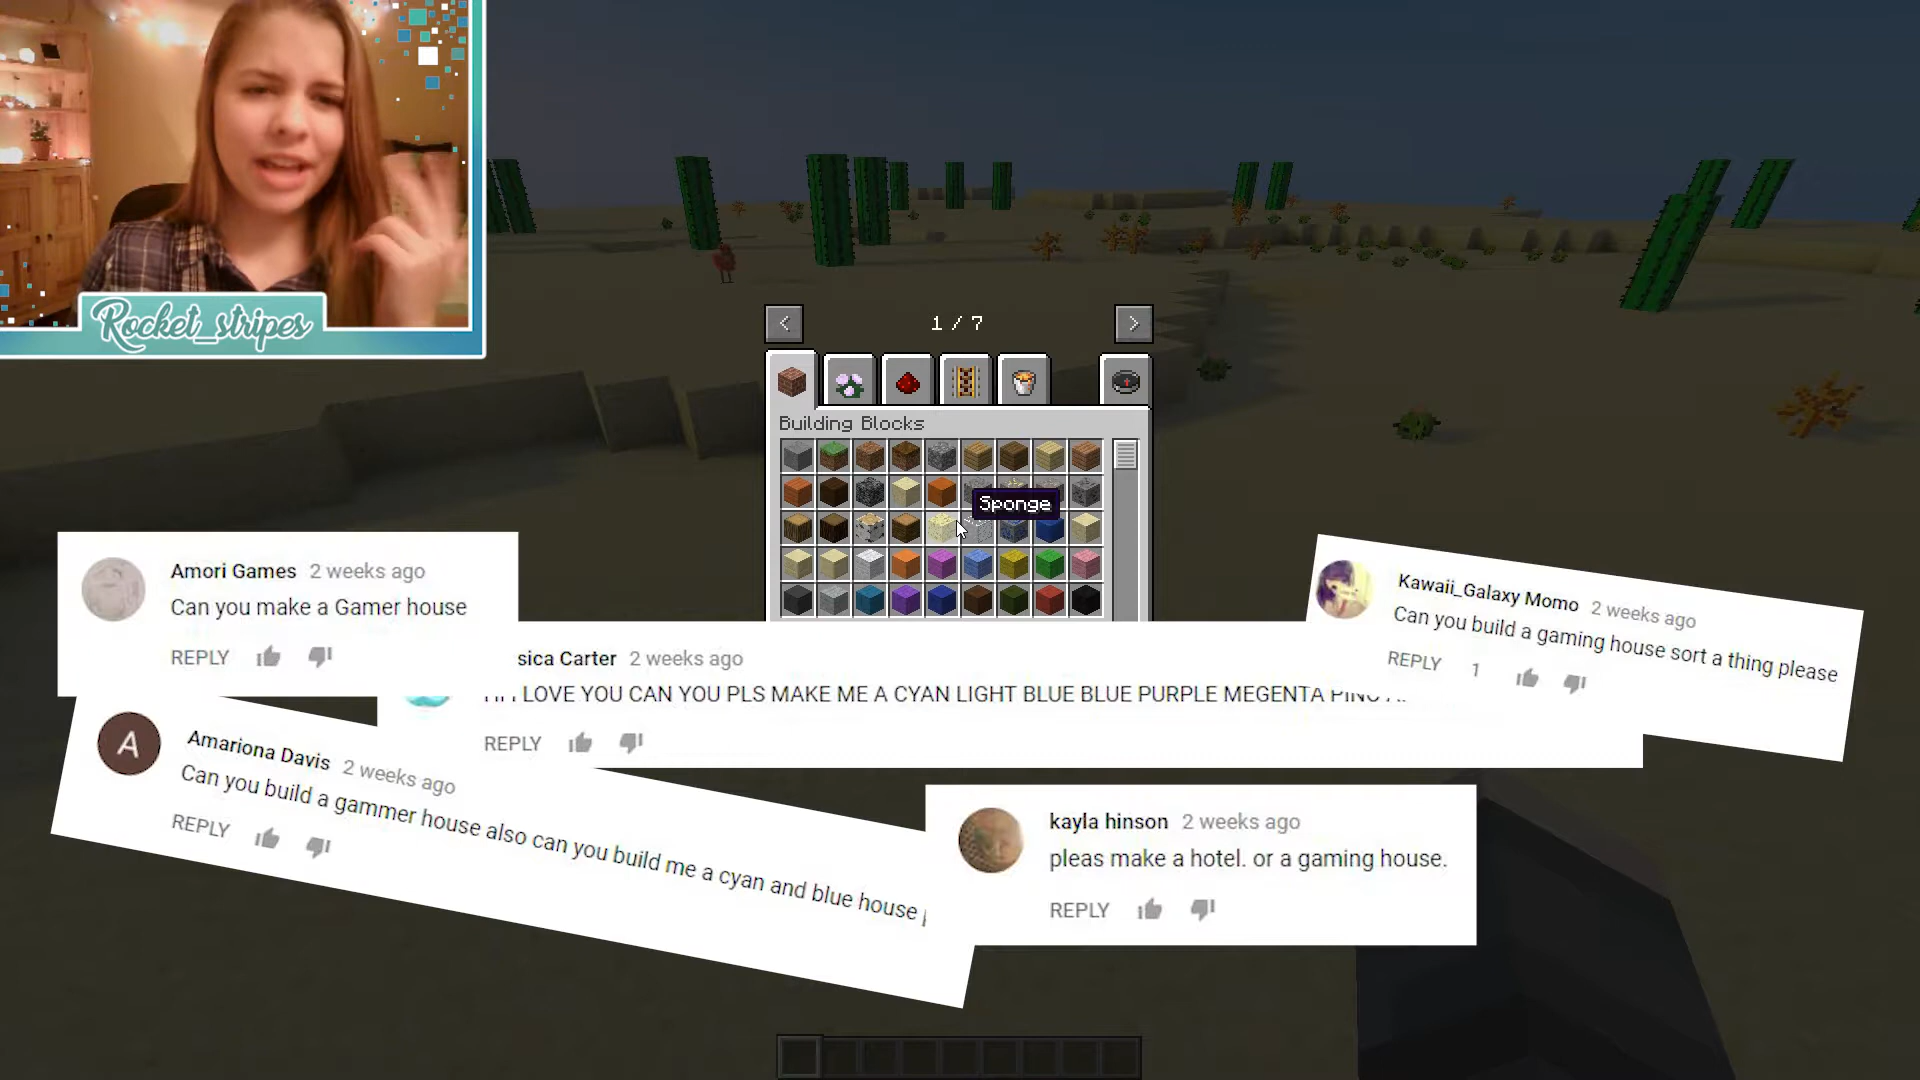 Rocket_stripes
1 / 7
Building Blocks
Sponge
Amori Games 2 weeks ago
Can you make a Gamer house
REPLY
Kawaii_Galaxy Momo 2 weeks ago
Can you build a gaming house sort a thing please
REPLY 1
sica Carter 2 weeks ago
I LOVE YOU CAN YOU PLS MAKE ME A CYAN LIGHT BLUE BLUE PURPLE MEGENTA
REPLY
A
Amariona Davis 2 weeks ago
Can you build a gammer house also can you build me a cyan and blue house
REPLY
kayla hinson 2 weeks ago
pleas make a hotel. or a gaming house.
REPLY